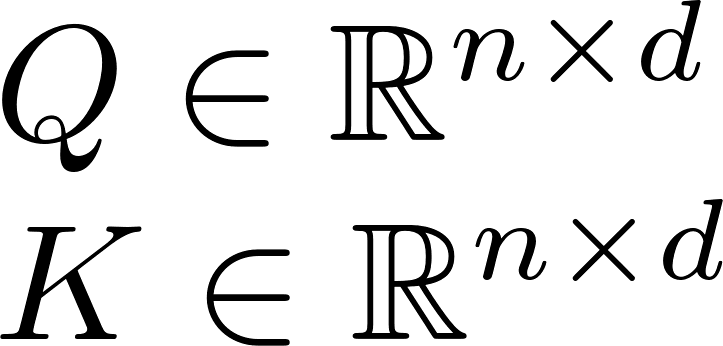 Q ∈ ℝ^{n×d}
K ∈ ℝ^{n×d}